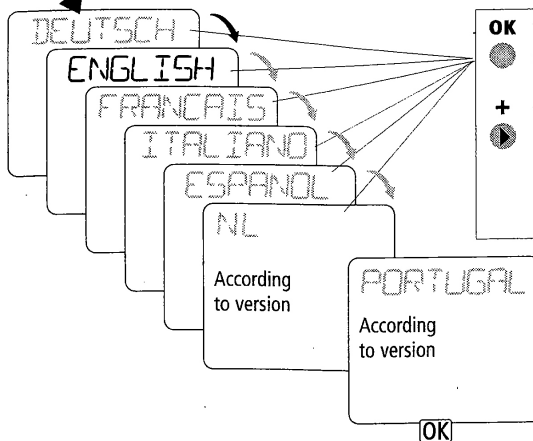 DEUTSCH
OK
ENGLISH
FRANCAIS
+
ITALIANO
ESPANOL
NL
According
to version
PORTUGAL
According
to version
OK